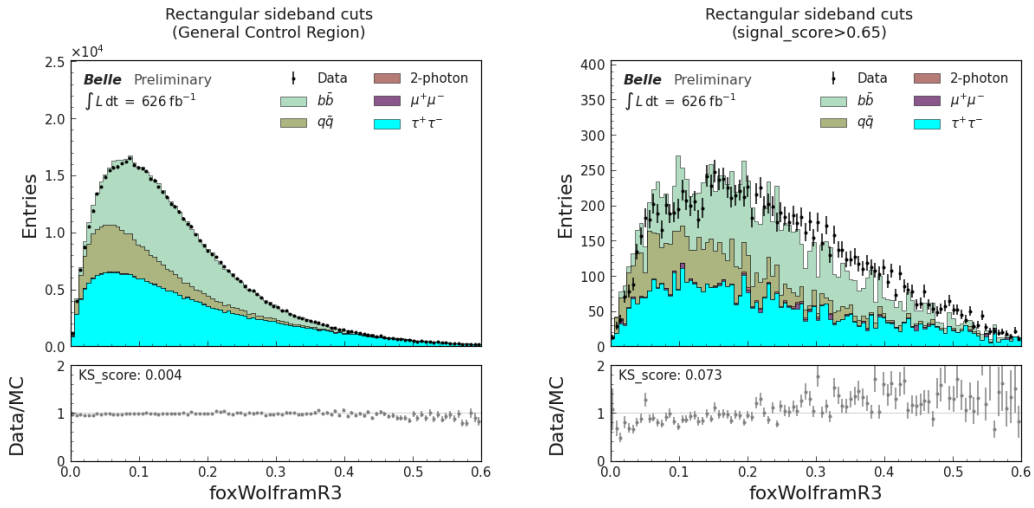 Rectangular sideband cuts
(General Control Region)
×10⁴
2.5
2.0
1.5
1.0
0.5
0.0
Entries
Belle Preliminary
∫ L dt = 626 fb⁻¹
Data
bb̄
qq̄
2-photon
μ⁺μ⁻
τ⁺τ⁻
2
1
0
Data/MC
KS_score: 0.004
0.0 0.1 0.2 0.3 0.4 0.5 0.6
foxWolframR3
Rectangular sideband cuts
(signal_score>0.65)
400
350
300
250
200
150
100
50
0
Entries
Belle Preliminary
∫ L dt = 626 fb⁻¹
Data
bb̄
qq̄
2-photon
μ⁺μ⁻
τ⁺τ⁻
2
1
0
Data/MC
KS_score: 0.073
0.0 0.1 0.2 0.3 0.4 0.5 0.6
foxWolframR3